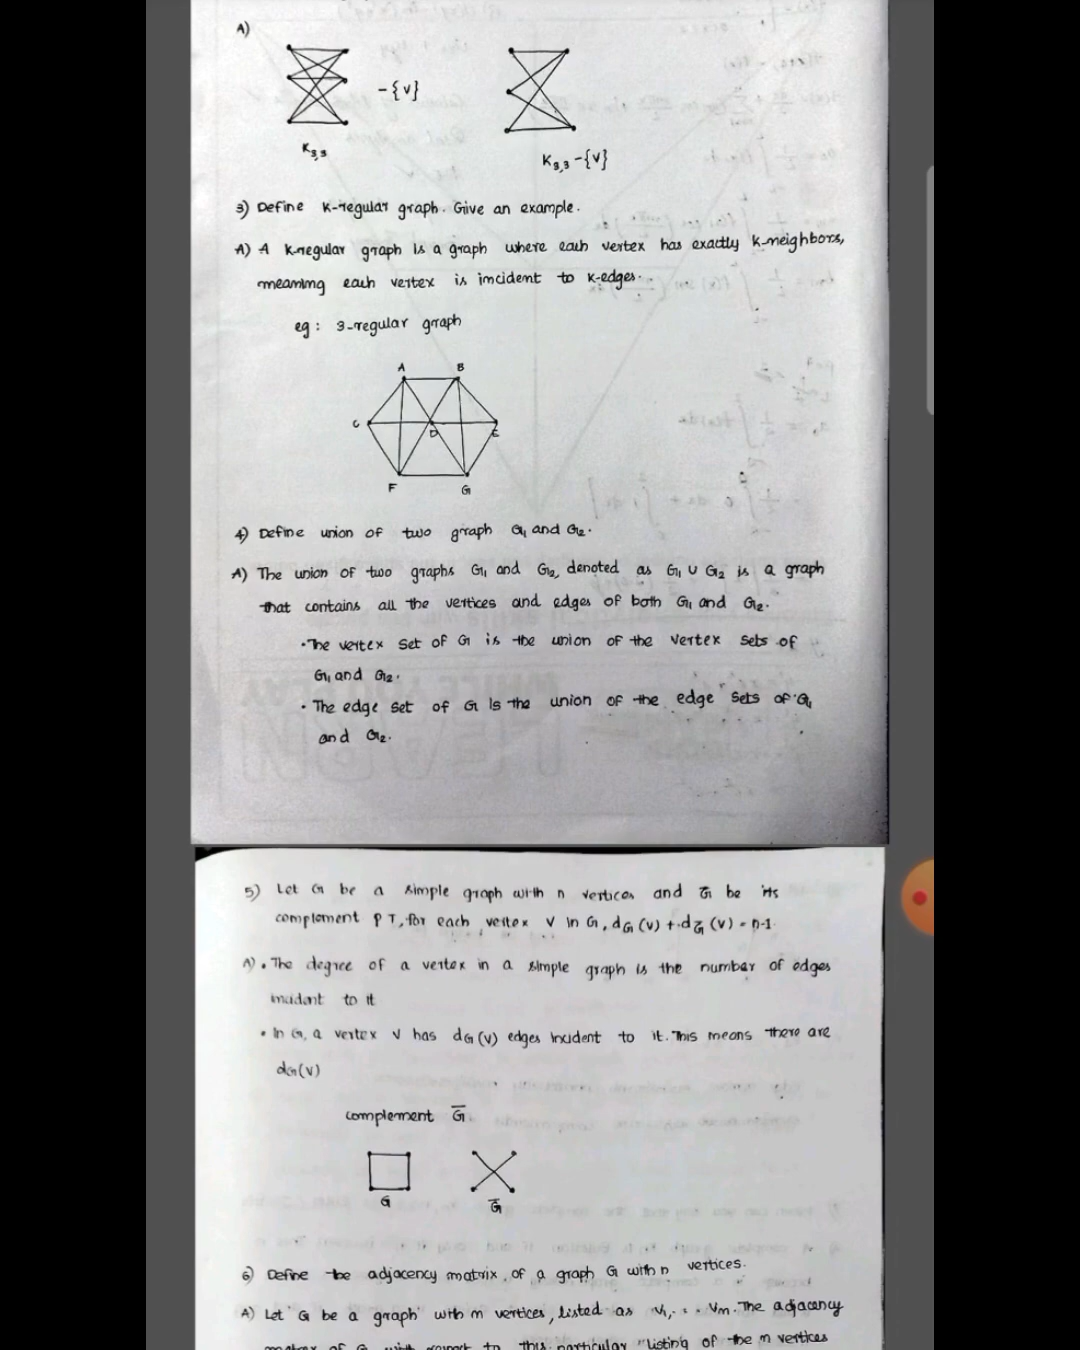 A)
-{v}
K3,3
K3,3 -{v}
3) Define K-regular graph. Give an example.
A) A K-regular graph is a graph where each vertex has exactly K-neighbors,
meaning each vertex is incident to K-edges.
eg: 3-regular graph
A B
C D E
F G
4) Define union of two graph G1 and G2.
A) The union of two graphs G1 and G2, denoted as G1 ∪ G2 is a graph
that contains all the vertices and edges of both G1 and G2.
• The vertex set of G is the union of the vertex sets of
G1 and G2.
• The edge set of G is the union of the edge sets of G1
and G2.
5) Let G be a simple graph with n vertices and G̅ be its
complement P T, for each vertex v in G, dG(v) + dG̅(v) = n-1.
A) • The degree of a vertex in a simple graph is the number of edges
incident to it
• In G, a vertex v has dG(v) edges incident to it. This means there are
dG(v)
complement G̅.
G G̅
6) Define the adjacency matrix of a graph G with n vertices.
A) Let G be a graph with n vertices, listed as v1, . . . vn. The adjacency
matrix of G with respect to this particular listing of the n vertices